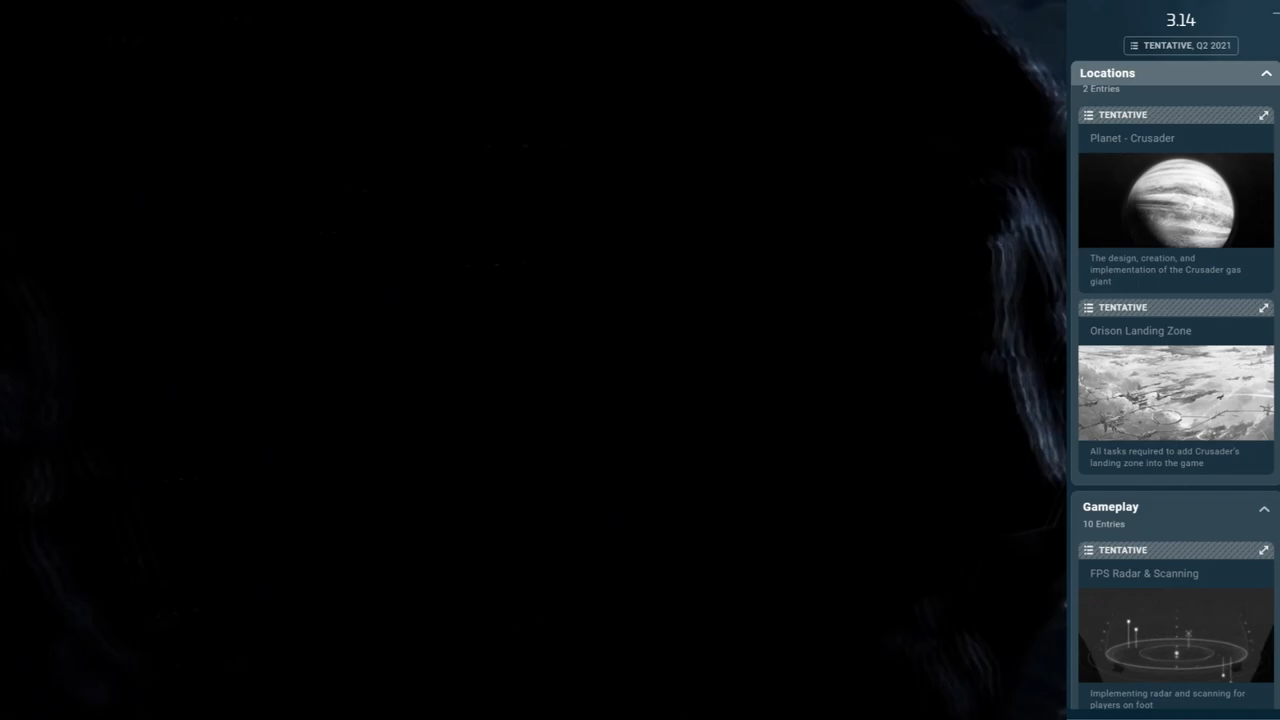 3.14
TENTATIVE, Q2 2021
Locations
2 Entries
TENTATIVE
Planet - Crusader
The design, creation, and
implementation of the Crusader gas
giant
TENTATIVE
Orison Landing Zone
All tasks required to add Crusader's
landing zone into the game
Gameplay
10 Entries
TENTATIVE
FPS Radar & Scanning
Implementing radar and scanning for
players on foot